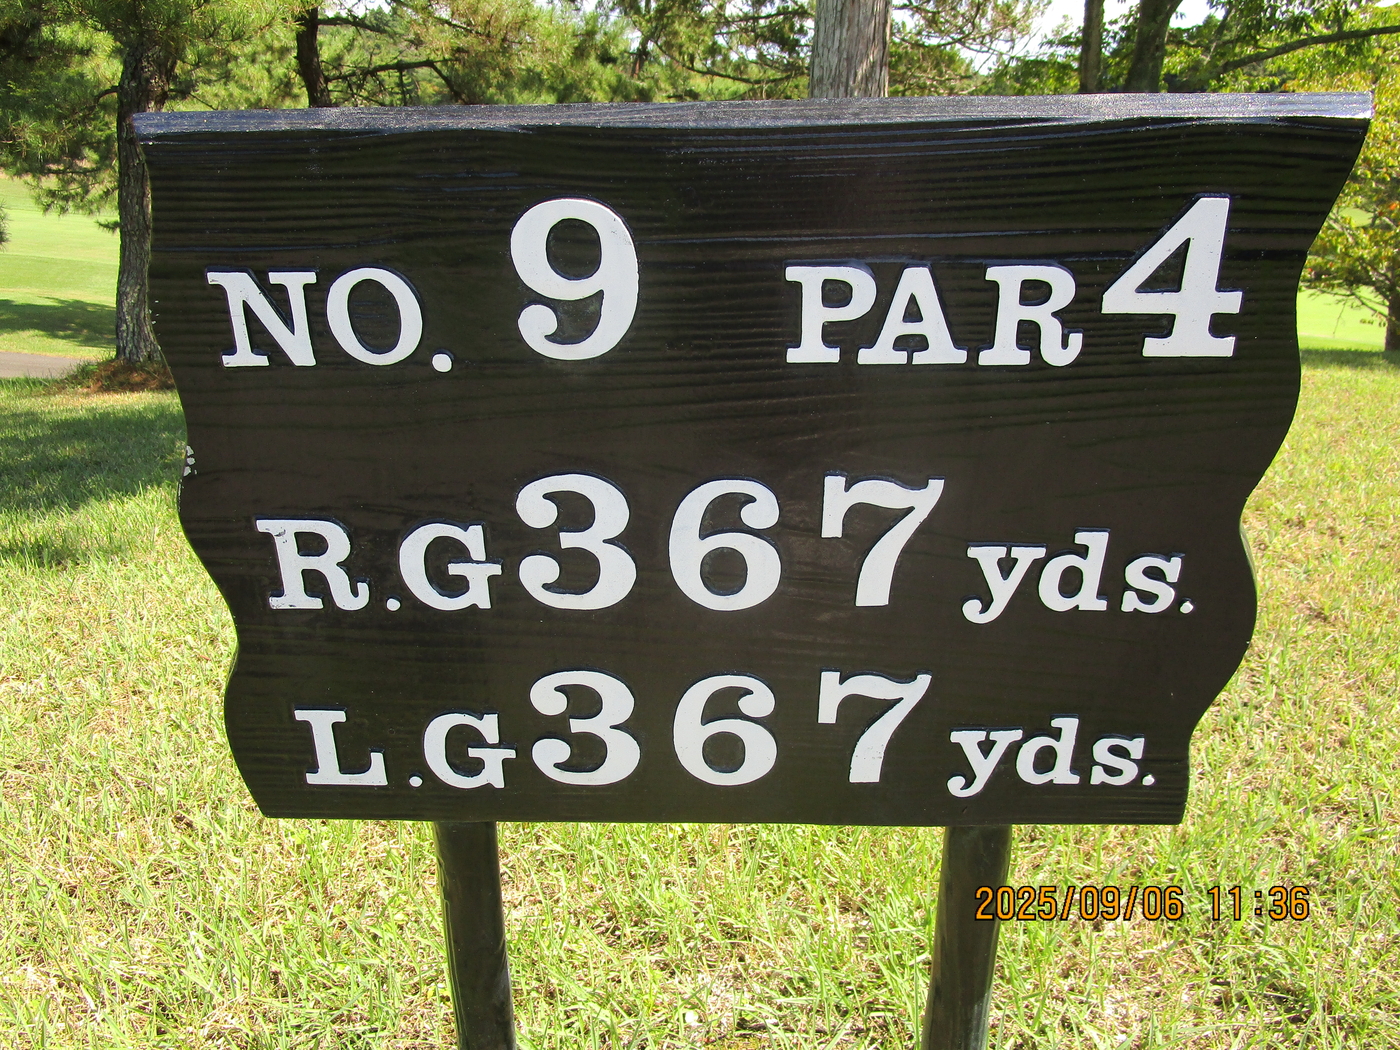 NO. 9 PAR 4
R.G 367 yds.
L.G 367 yds.
2025/09/06 11:36